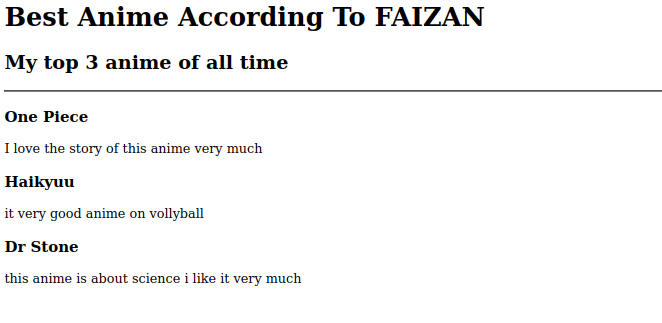 Best Anime According To FAIZAN
My top 3 anime of all time
One Piece
I love the story of this anime very much
Haikyuu
it very good anime on vollyball
Dr Stone
this anime is about science i like it very much